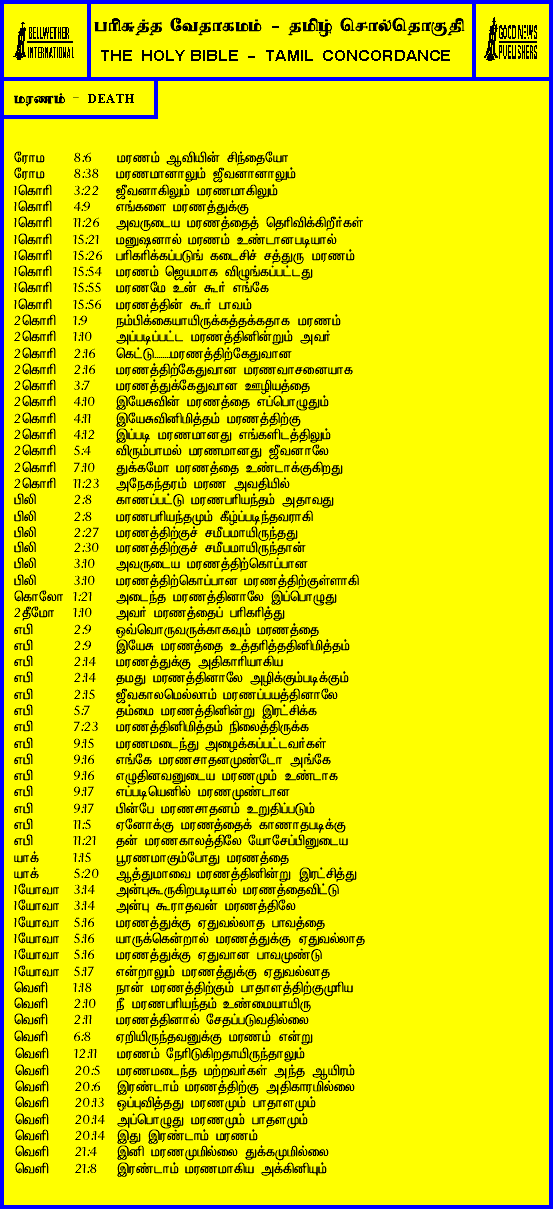 BELLWETHER
INTERNATIONAL
பரிசுத்த வேதாகமம் - தமிழ் சொல்தொகுதி
THE HOLY BIBLE - TAMIL CONCORDANCE
GOOD NEWS
PUBLISHERS
மரணம் - DEATH
ரோம 8:6 மரணம் ஆவியின் சிந்தையோ
ரோம 8:38 மரணமானாலும் ஜீவனானாலும்
1கொரி 3:22 ஜீவனாகிலும் மரணமாகிலும்
1கொரி 4:9 எங்களை மரணத்துக்கு
1கொரி 11:26 அவருடைய மரணத்தைத் தெரிவிக்கிறீர்கள்
1கொரி 15:21 மனுஷனால் மரணம் உண்டானபடியால்
1கொரி 15:26 பரிகரிக்கப்படுங் கடைசிச் சத்துரு மரணம்
1கொரி 15:54 மரணம் ஜெயமாக விழுங்கப்பட்டது
1கொரி 15:55 மரணமே உன் கூர் எங்கே
1கொரி 15:56 மரணத்தின் கூர் பாவம்
2கொரி 1:9 நம்பிக்கையாயிருக்கத்தக்கதாக மரணம்
2கொரி 1:10 அப்படிப்பட்ட மரணத்தினின்றும் அவர்
2கொரி 2:16 கெட்டு.......மரணத்திற்கேதுவான
2கொரி 2:16 மரணத்திற்கேதுவான மரணவாசனையாக
2கொரி 3:7 மரணத்துக்கேதுவான ஊழியத்தை
2கொரி 4:10 இயேசுவின் மரணத்தை எப்பொழுதும்
2கொரி 4:11 இயேசுவினிமித்தம் மரணத்திற்கு
2கொரி 4:12 இப்படி மரணமானது எங்களிடத்திலும்
2கொரி 5:4 விரும்பாமல் மரணமானது ஜீவனாலே
2கொரி 7:10 துக்கமோ மரணத்தை உண்டாக்குகிறது
2கொரி 11:23 அநேகந்தரம் மரண அவதியில்
பிலி 2:8 காணப்பட்டு மரணபரியந்தம் அதாவது
பிலி 2:8 மரணபரியந்தமும் கீழ்ப்படிந்தவராகி
பிலி 2:27 மரணத்திற்குச் சமீபமாயிருந்தது
பிலி 2:30 மரணத்திற்குச் சமீபமாயிருந்தான்
பிலி 3:10 அவருடைய மரணத்திற்கொப்பான
பிலி 3:10 மரணத்திற்கொப்பான மரணத்திற்குள்ளாகி
கொலோ 1:21 அடைந்த மரணத்தினாலே இப்பொழுது
2தீமோ 1:10 அவர் மரணத்தைப் பரிகரித்து
எபி 2:9 ஒவ்வொருவருக்காகவும் மரணத்தை
எபி 2:9 இயேசு மரணத்தை உத்தரித்ததினிமித்தம்
எபி 2:14 மரணத்துக்கு அதிகாரியாகிய
எபி 2:14 தமது மரணத்தினாலே அழிக்கும்படிக்கும்
எபி 2:15 ஜீவகாலமெல்லாம் மரணப்பயத்தினாலே
எபி 5:7 தம்மை மரணத்தினின்று இரட்சிக்க
எபி 7:23 மரணத்தினிமித்தம் நிலைத்திருக்க
எபி 9:15 மரணமடைந்து அழைக்கப்பட்டவர்கள்
எபி 9:16 எங்கே மரணசாதனமுண்டோ அங்கே
எபி 9:16 எழுதினவனுடைய மரணமும் உண்டாக
எபி 9:17 எப்படியெனில் மரணமுண்டான
எபி 9:17 பின்பே மரணசாதனம் உறுதிப்படும்
எபி 11:5 ஏனோக்கு மரணத்தைக் காணாதபடிக்கு
எபி 11:21 தன் மரணகாலத்திலே யோசேப்பினுடைய
யாக் 1:15 பூரணமாகும்போது மரணத்தை
யாக் 5:20 ஆத்துமாவை மரணத்தினின்று இரட்சித்து
1யோவா 3:14 அன்புகூருகிறபடியால் மரணத்தைவிட்டு
1யோவா 3:14 அன்பு கூராதவன் மரணத்திலே
1யோவா 5:16 மரணத்துக்கு ஏதுவல்லாத பாவத்தை
1யோவா 5:16 யாருக்கென்றால் மரணத்துக்கு ஏதுவல்லாத
1யோவா 5:16 மரணத்துக்கு ஏதுவான பாவமுண்டு
1யோவா 5:17 என்றாலும் மரணத்துக்கு ஏதுவல்லாத
வெளி 1:18 நான் மரணத்திற்கும் பாதாளத்திற்குமுரிய
வெளி 2:10 நீ மரணபரியந்தம் உண்மையாயிரு
வெளி 2:11 மரணத்தினால் சேதப்படுவதில்லை
வெளி 6:8 ஏறியிருந்தவனுக்கு மரணம் என்று
வெளி 12:11 மரணம் நேரிடுகிறதாயிருந்தாலும்
வெளி 20:5 மரணமடைந்த மற்றவர்கள் அந்த ஆயிரம்
வெளி 20:6 இரண்டாம் மரணத்திற்கு அதிகாரமில்லை
வெளி 20:13 ஒப்புவித்தது மரணமும் பாதாளமும்
வெளி 20:14 அப்பொழுது மரணமும் பாதளமும்
வெளி 20:14 இது இரண்டாம் மரணம்
வெளி 21:4 இனி மரணமுமில்லை துக்கமுமில்லை
வெளி 21:8 இரண்டாம் மரணமாகிய அக்கினியும்